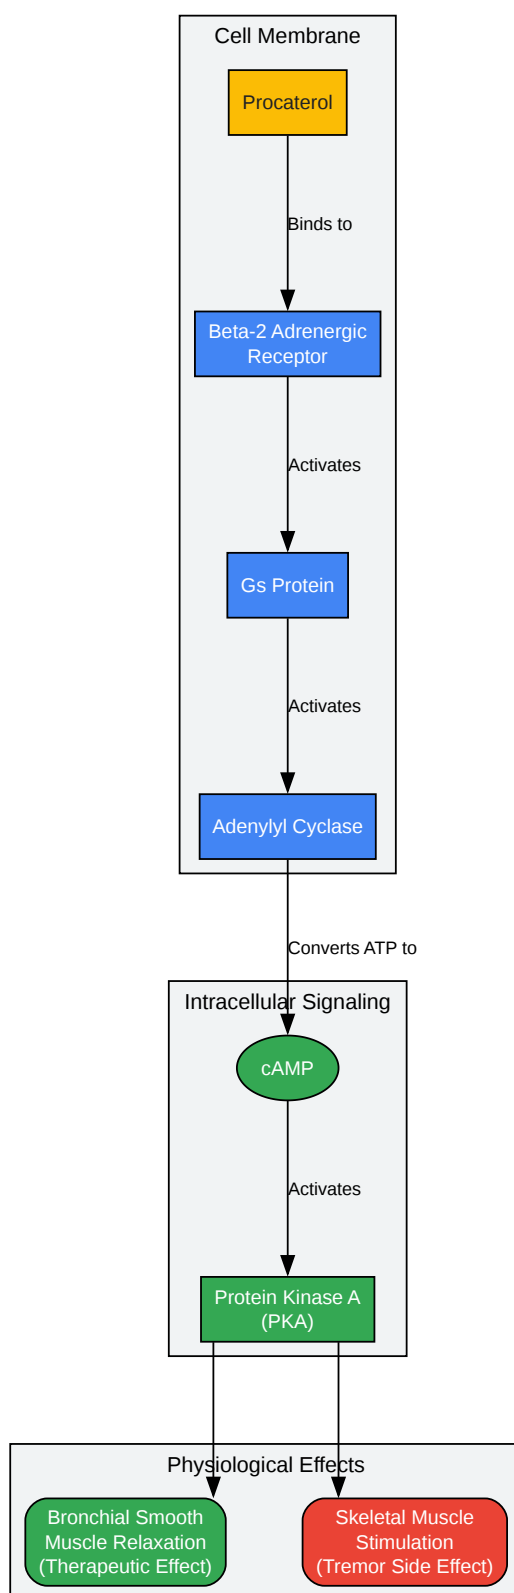 Cell Membrane
Procaterol
Binds to
Beta-2 Adrenergic
Receptor
Activates
Gs Protein
Activates
Adenylyl Cyclase
Converts ATP to
Intracellular Signaling
cAMP
Activates
Protein Kinase A
(PKA)
Physiological Effects
Bronchial Smooth
Muscle Relaxation
(Therapeutic Effect)
Skeletal Muscle
Stimulation
(Tremor Side Effect)